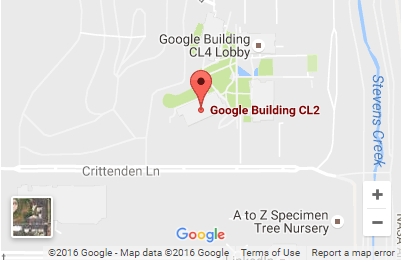 Google Building
CL4 Lobby
Google Building CL2
Stevens Creek
Crittenden Ln
NASA
A to Z Specimen
Tree Nursery
+
−
Google
©2016 Google - Map data ©2016 Google Terms of Use Report a map error